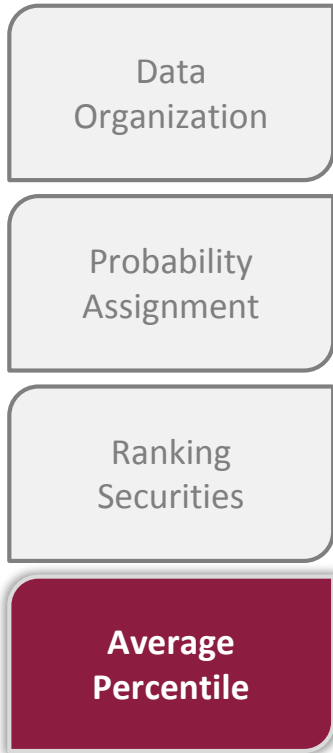 Data
Organization
Probability
Assignment
Ranking
Securities
Average
Percentile